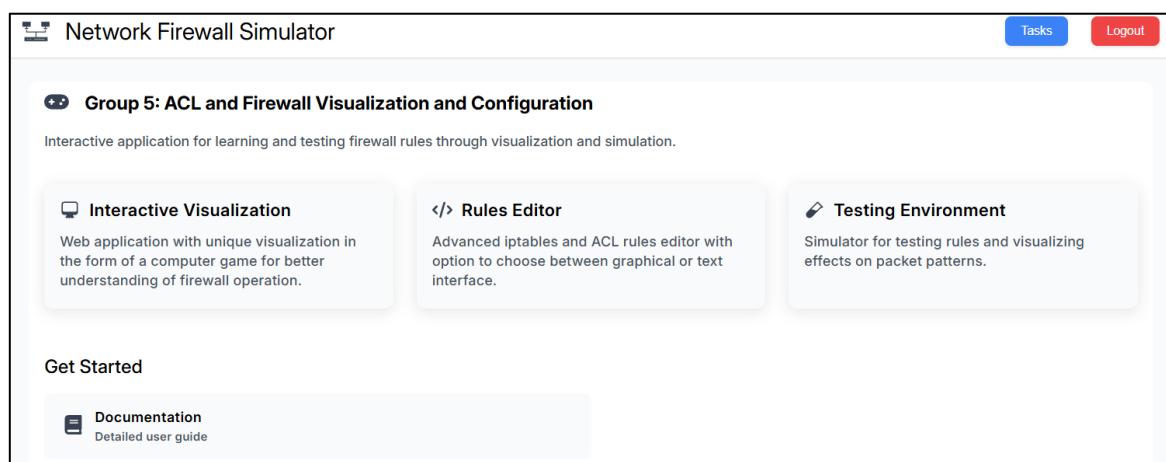 Network Firewall Simulator
Tasks
Logout
Group 5: ACL and Firewall Visualization and Configuration
Interactive application for learning and testing firewall rules through visualization and simulation.
Interactive Visualization
Web application with unique visualization in
the form of a computer game for better
understanding of firewall operation.
Rules Editor
Advanced iptables and ACL rules editor with
option to choose between graphical or text
interface.
Testing Environment
Simulator for testing rules and visualizing
effects on packet patterns.
Get Started
Documentation
Detailed user guide